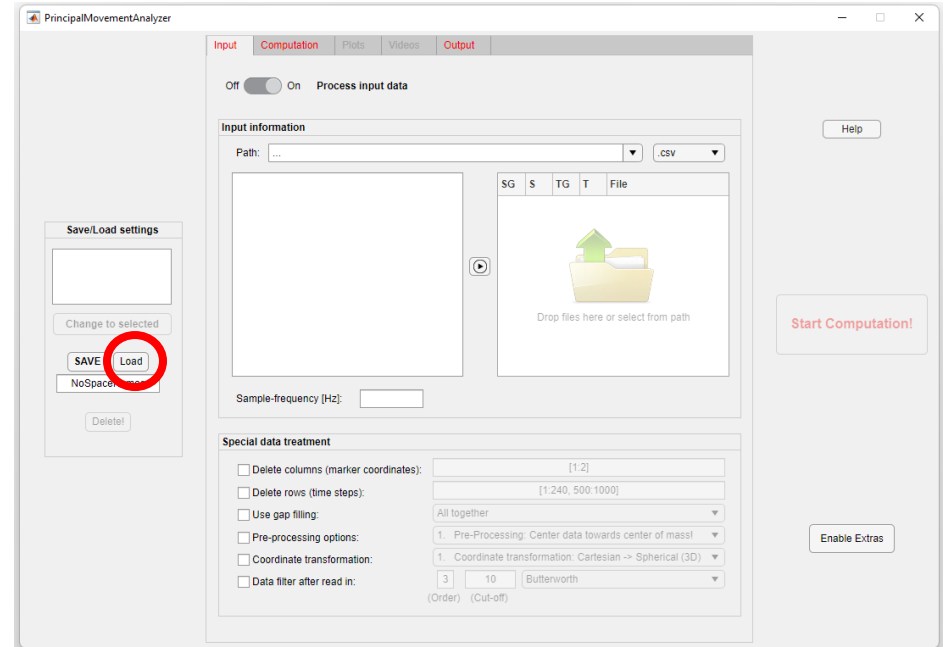 PrincipalMovementAnalyzer
Input Computation Plots Videos Output
Off On Process input data
Input information
Path: ... .csv
SG S TG T File
Drop files here or select from path
Sample-frequency [Hz]:
Special data treatment
Delete columns (marker coordinates): [1:2]
Delete rows (time steps): [1:240, 500:1000]
Use gap filling: All together
Pre-processing options: 1. Pre-Processing: Center data towards center of mass!
Coordinate transformation: 1. Coordinate transformation: Cartesian -> Spherical (3D)
Data filter after read in: 3 10 Butterworth
(Order) (Cut-off)
Save/Load settings
Change to selected
SAVE Load
Delete!
Help
Start Computation!
Enable Extras